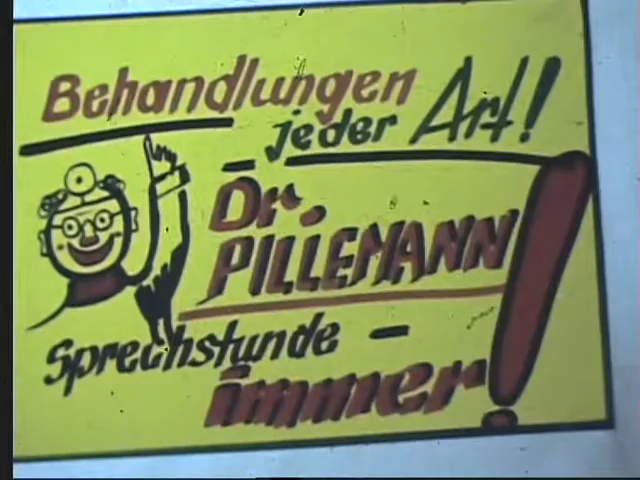 Behandlungen
jeder Art!
- Dr.
PILLEMANN
Sprechstunde -
immer!